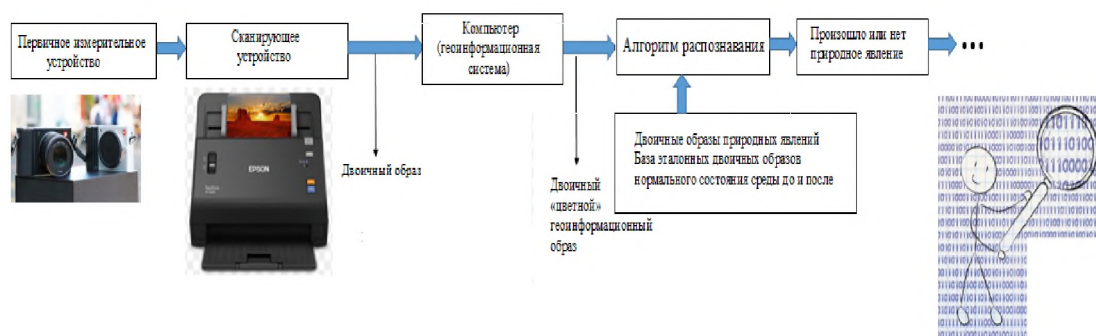 Первичное измерительное
устройство
Сканирующее
устройство
Компьютер
(геоинформационная
система)
Алгоритм распознавания
Произошло или нет
природное явление
...
Двоичный образ
EPSON
Двоичный
«цветной»
геоинформационный
образ
Двоичные образы природных явлений
База эталонных двоичных образов
нормального состояния среды до и после